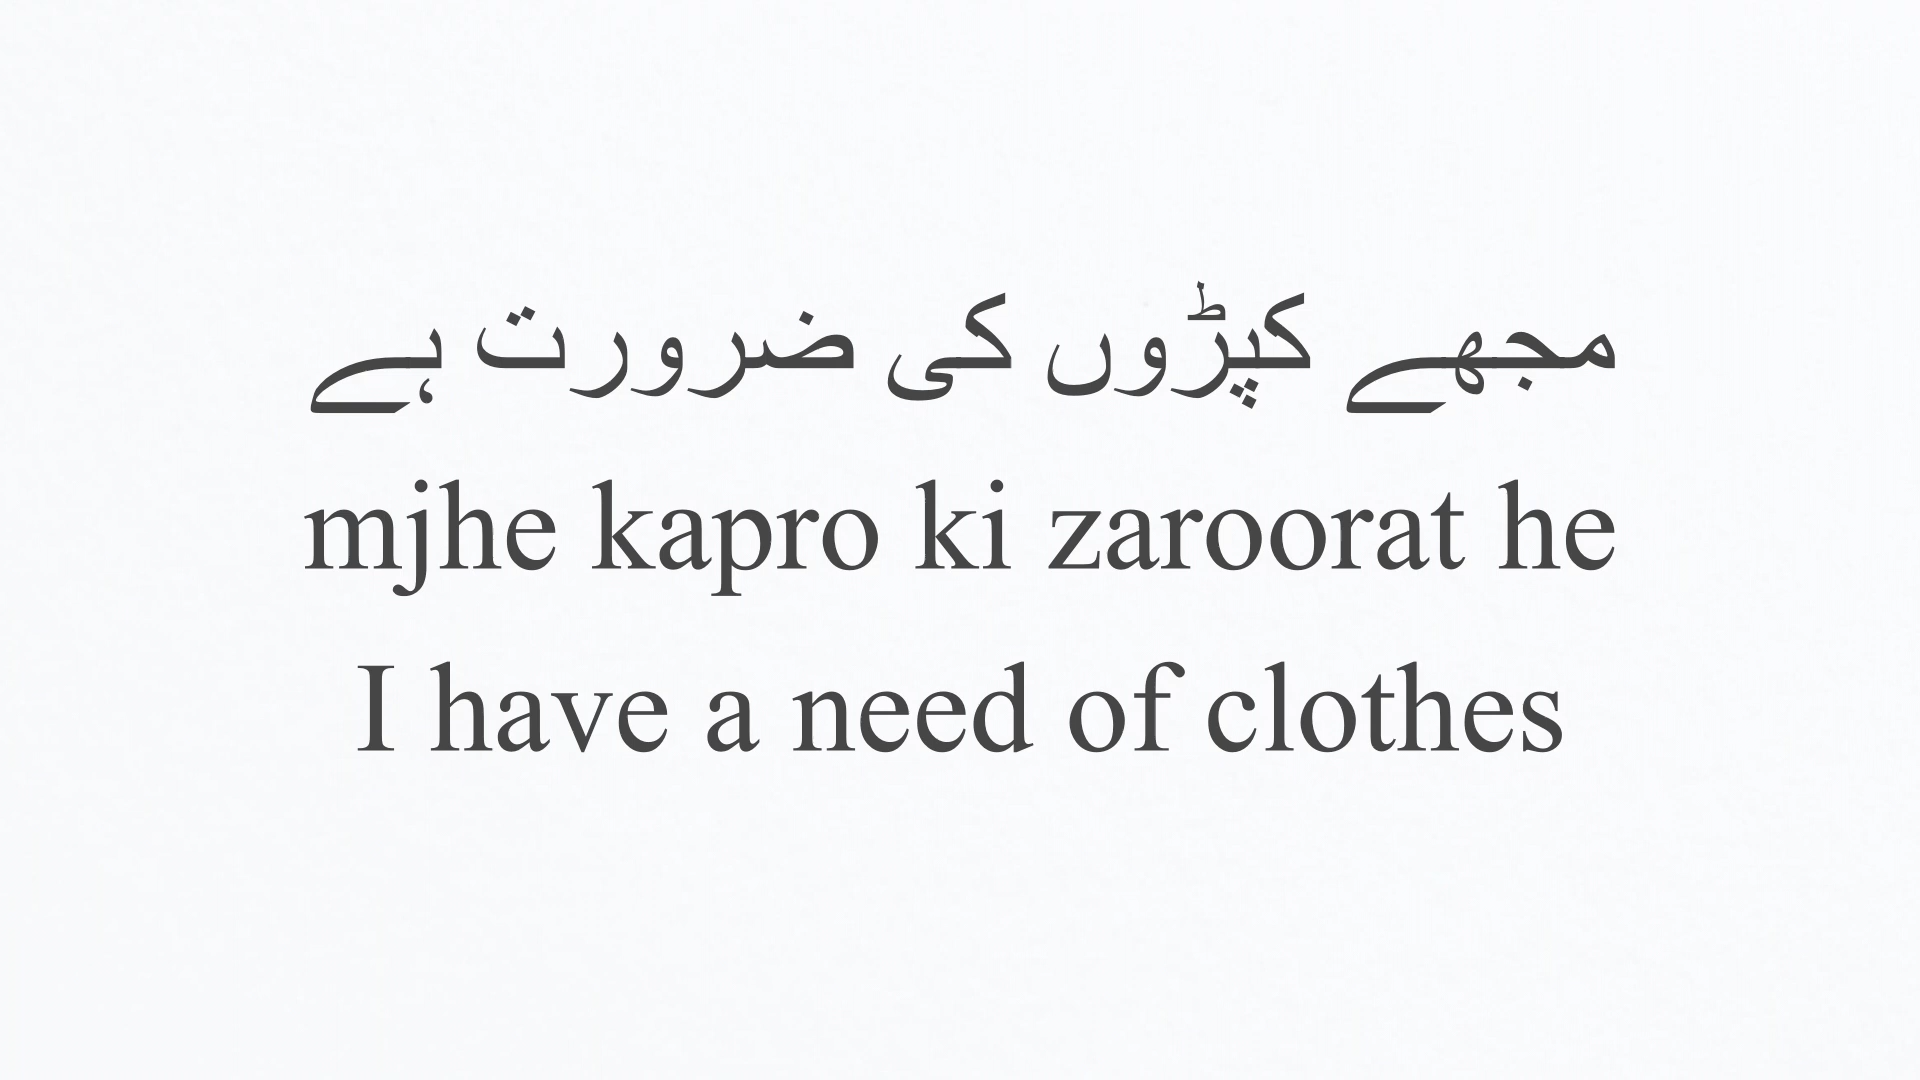 مجھے کپڑوں کی ضرورت ہے
mjhe kapro ki zaroorat he
I have a need of clothes